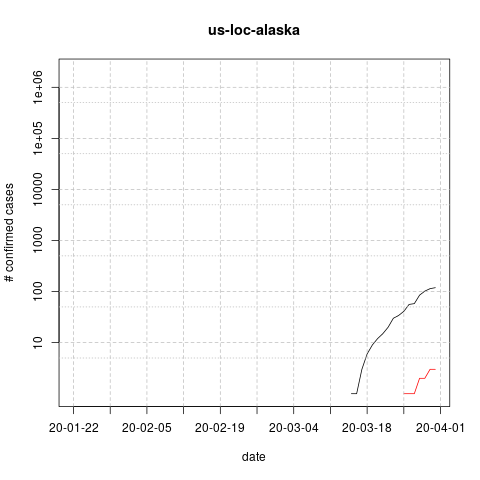 us-loc-alaska
# confirmed cases
1e+06
1e+05
10000
1000
100
10
20-01-22
20-02-05
20-02-19
20-03-04
20-03-18
20-04-01
date